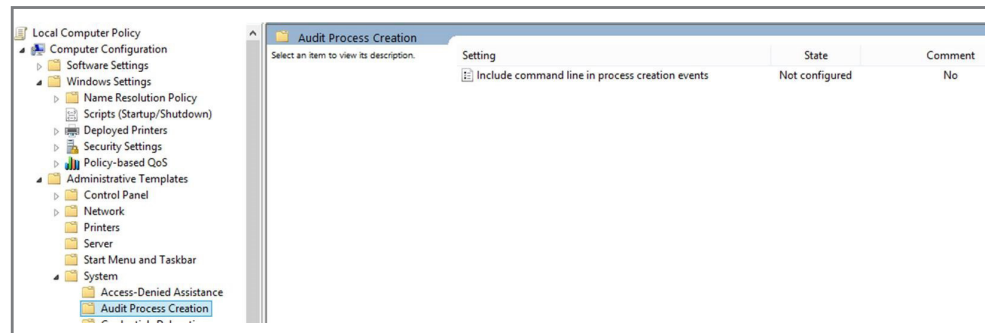 Local Computer Policy
Computer Configuration
Software Settings
Windows Settings
Name Resolution Policy
Scripts (Startup/Shutdown)
Deployed Printers
Security Settings
Policy-based QoS
Administrative Templates
Control Panel
Network
Printers
Server
Start Menu and Taskbar
System
Access-Denied Assistance
Audit Process Creation
Audit Process Creation
Select an item to view its description.
Setting State Comment
Include command line in process creation events Not configured No